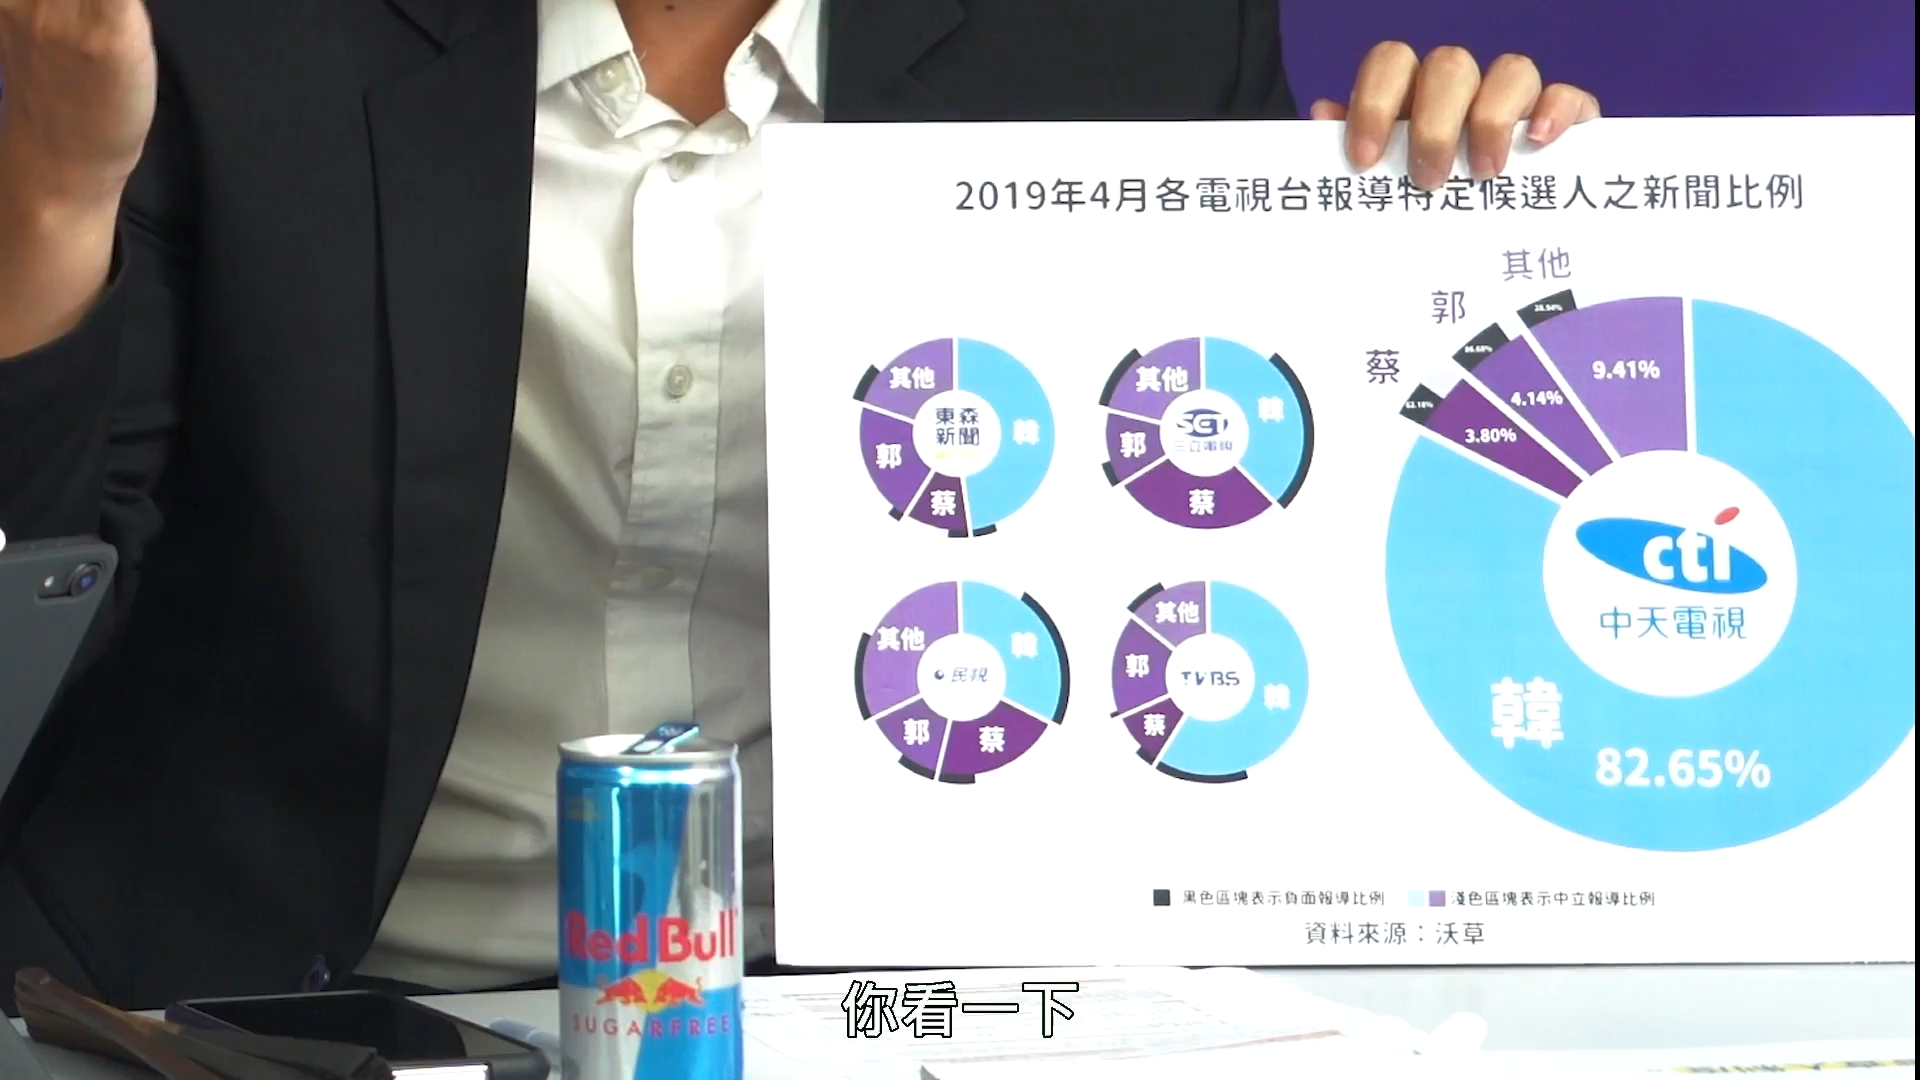 2019年4月各電視台報導特定候選人之新聞比例
其他
郭
蔡
9.41%
4.14%
3.80%
韓
82.65%
cti
中天電視
其他
郭
蔡
韓
東森
新聞
其他
郭
蔡
韓
SET
三立電視
其他
郭
蔡
韓
民視
其他
郭
蔡
韓
TVBS
黑色區塊表示負面報導比例
淺色區塊表示中立報導比例
資料來源：沃草
Red Bull
SUGARFREE
你看一下